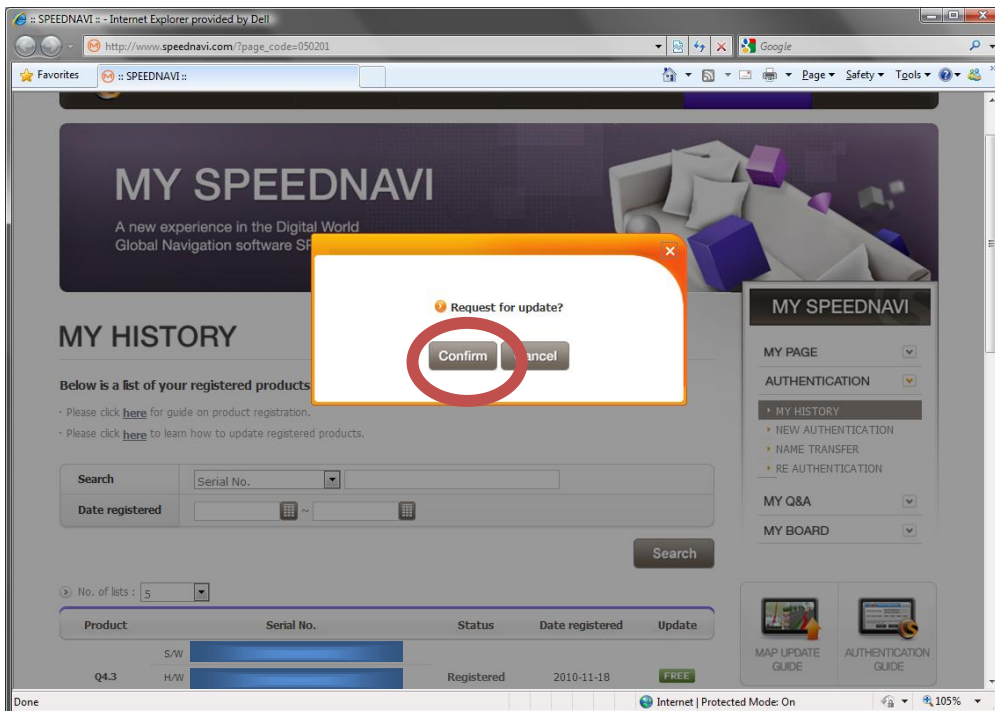 :: SPEEDNAVI :: - Internet Explorer provided by Dell
http://www.speednavi.com/?page_code=050201
Google
Favorites
:: SPEEDNAVI ::
Page
Safety
Tools
MY SPEEDNAVI
A new experience in the Digital World
Global Navigation software
Request for update?
Confirm
MY HISTORY
Below is a list of your registered products
- Please click here for guide on product registration.
- Please click here to learn how to update registered products.
Search
Serial No.
Date registered
~
Search
No. of lists : 5
Product Serial No. Status Date registered Update
S/W
Q4.3 H/W Registered 2010-11-18 FREE
MY SPEEDNAVI
MY PAGE
AUTHENTICATION
MY HISTORY
NEW AUTHENTICATION
NAME TRANSFER
RE AUTHENTICATION
MY Q&A
MY BOARD
MAP UPDATE
GUIDE
AUTHENTICATION
GUIDE
Done
Internet | Protected Mode: On
105%